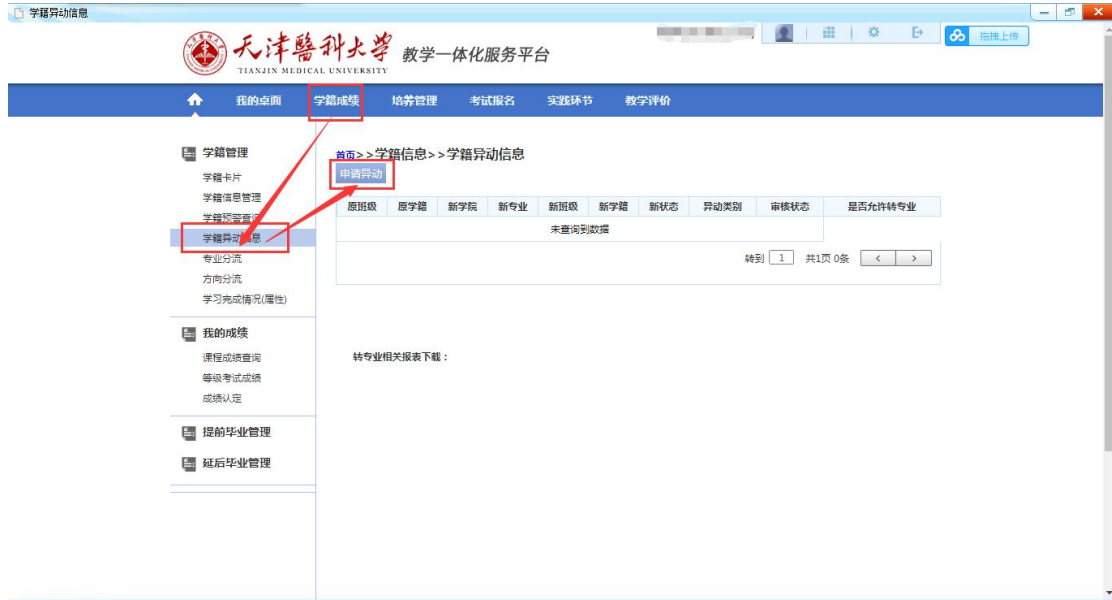 学籍异动信息
天津醫科大学 教学一体化服务平台
TIANJIN MEDICAL UNIVERSITY
拖拽上传
我的桌面 学籍成绩 培养管理 考试报名 实践环节 教学评价
学籍管理
学籍卡片
学籍信息管理
学籍预警查询
学籍异动信息
专业分流
方向分流
学习完成情况(属性)
我的成绩
课程成绩查询
等级考试成绩
成绩认定
提前毕业管理
延后毕业管理
首页>>学籍信息>>学籍异动信息
申请异动
原班级 原学籍 新学院 新专业 新班级 新学籍 新状态 异动类别 审核状态 是否允许转专业
未查询到数据
转到 1 共1页 0条 < >
转专业相关报表下载：